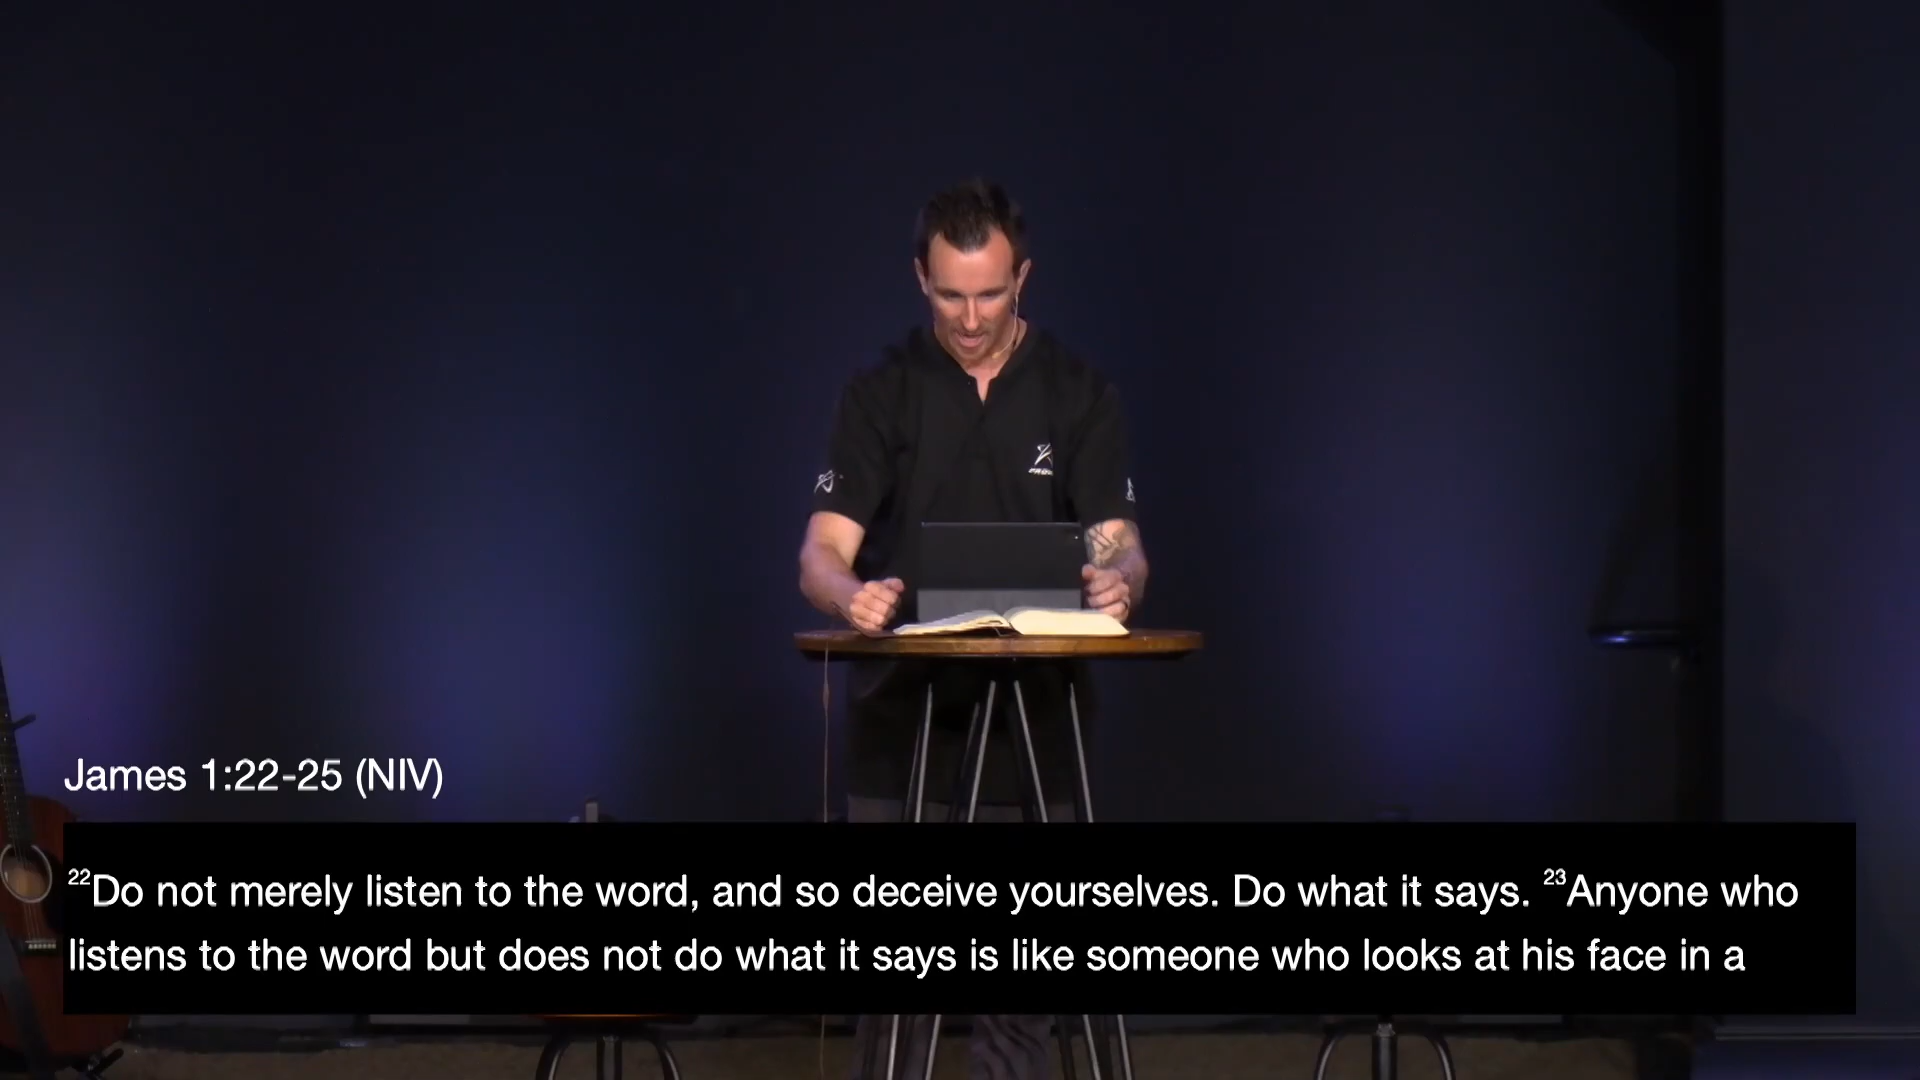 James 1:22-25 (NIV)
22Do not merely listen to the word, and so deceive yourselves. Do what it says. 23Anyone who
listens to the word but does not do what it says is like someone who looks at his face in a